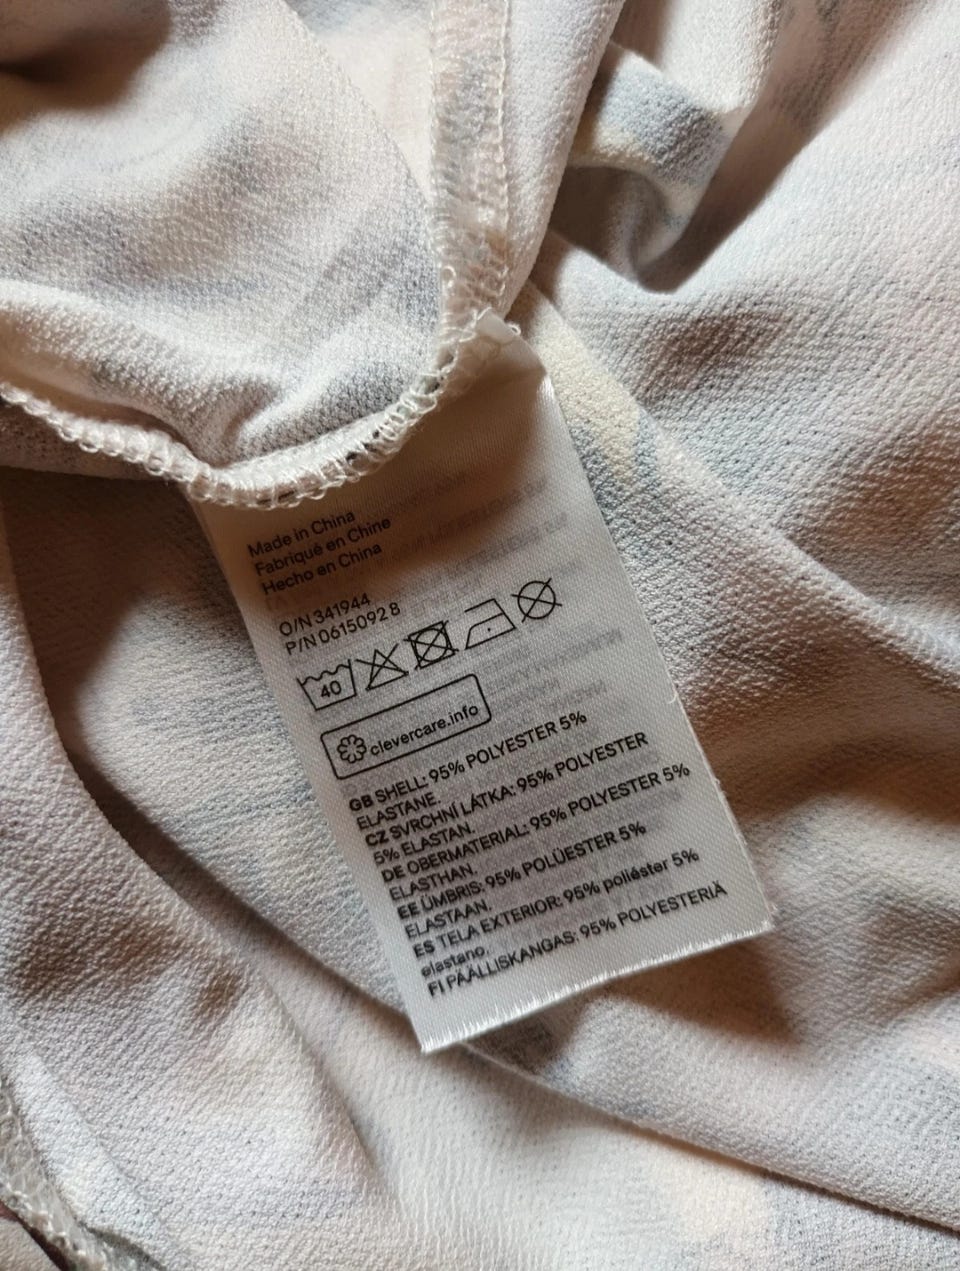 Made in China
Fabriqué en Chine
Hecho en China
O/N 341944
P/N 0615092 8
40
clevercare.info
GB SHELL: 95% POLYESTER 5%
ELASTANE.
CZ SVRCHNÍ LÁTKA: 95% POLYESTER
5% ELASTAN.
DE OBERMATERIAL: 95% POLYESTER 5%
ELASTHAN.
EE ÜMBRIS: 95% POLÜESTER 5%
ELASTAAN.
ES TELA EXTERIOR: 95% poliéster 5%
elastano.
FI PÄÄLLISKANGAS: 95% POLYESTERIÄ